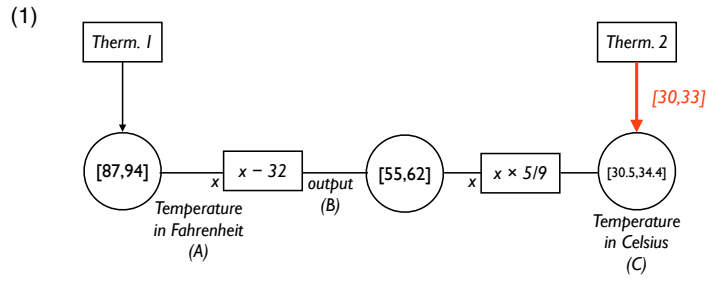 (1)
Therm. 1
Therm. 2
[30,33]
[87,94]
x
x − 32
output
(B)
[55,62]
x
x × 5/9
[30.5,34.4]
Temperature
in Fahrenheit
(A)
Temperature
in Celsius
(C)